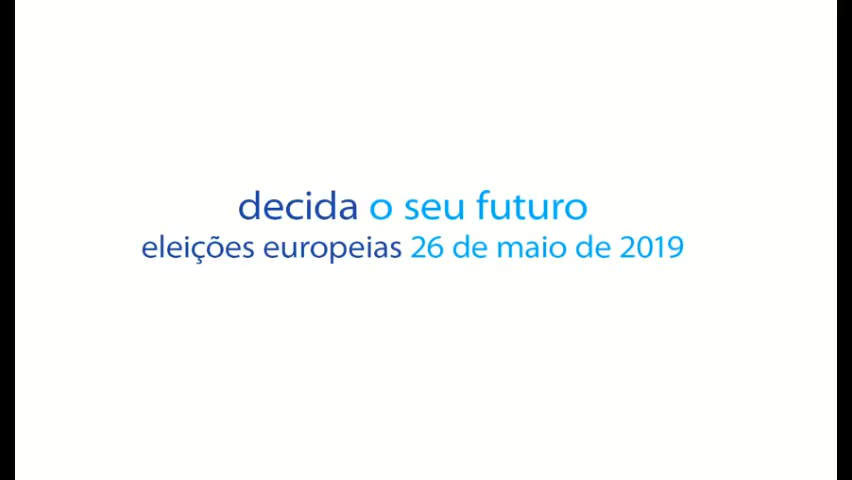 decida o seu futuro
eleições europeias 26 de maio de 2019